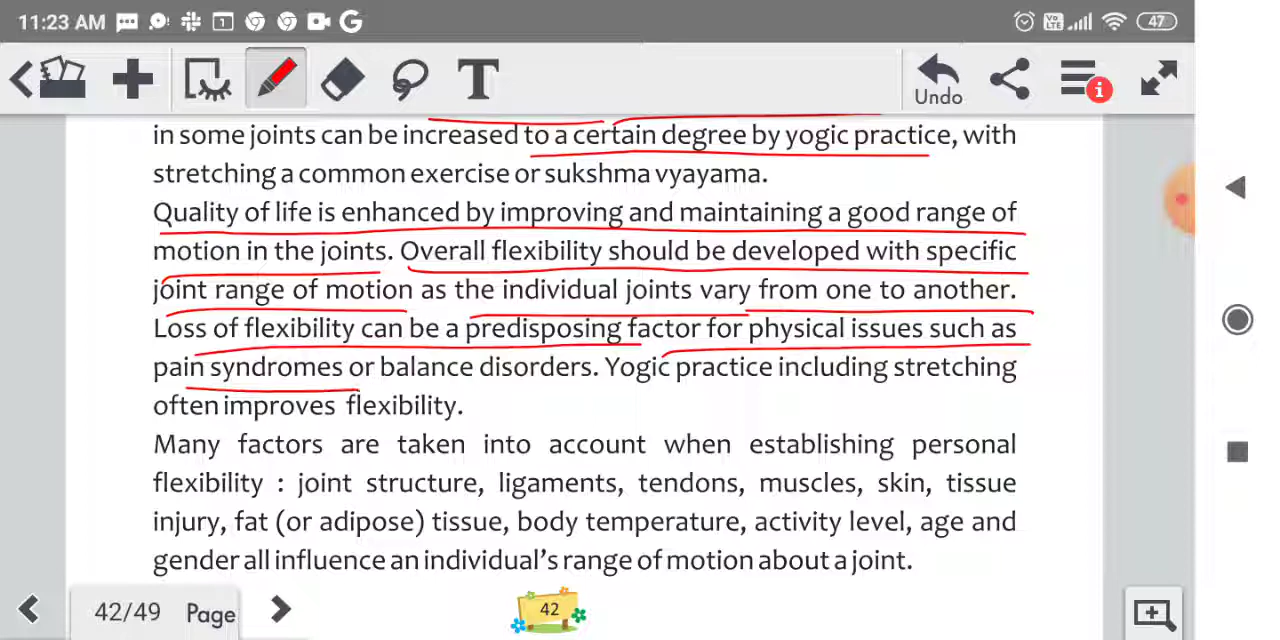 11:23 AM
Vo LTE
47
Undo
in some joints can be increased to a certain degree by yogic practice, with
stretching a common exercise or sukshma vyayama.
Quality of life is enhanced by improving and maintaining a good range of
motion in the joints. Overall flexibility should be developed with specific
joint range of motion as the individual joints vary from one to another.
Loss of flexibility can be a predisposing factor for physical issues such as
pain syndromes or balance disorders. Yogic practice including stretching
often improves flexibility.
Many factors are taken into account when establishing personal
flexibility : joint structure, ligaments, tendons, muscles, skin, tissue
injury, fat (or adipose) tissue, body temperature, activity level, age and
gender all influence an individual's range of motion about a joint.
42/49 Page
42